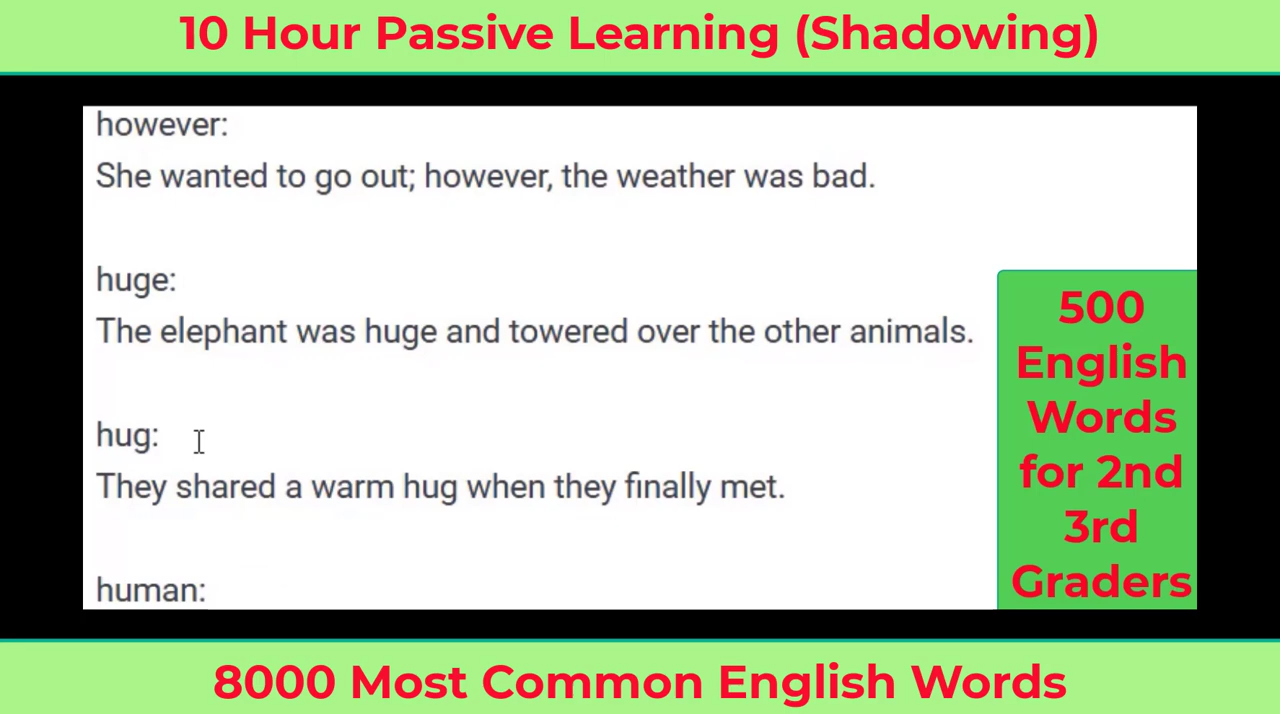 10 Hour Passive Learning (Shadowing)
however:
She wanted to go out; however, the weather was bad.
huge:
The elephant was huge and towered over the other animals.
hug:
They shared a warm hug when they finally met.
human:
500
English
Words
for 2nd
3rd
Graders
8000 Most Common English Words